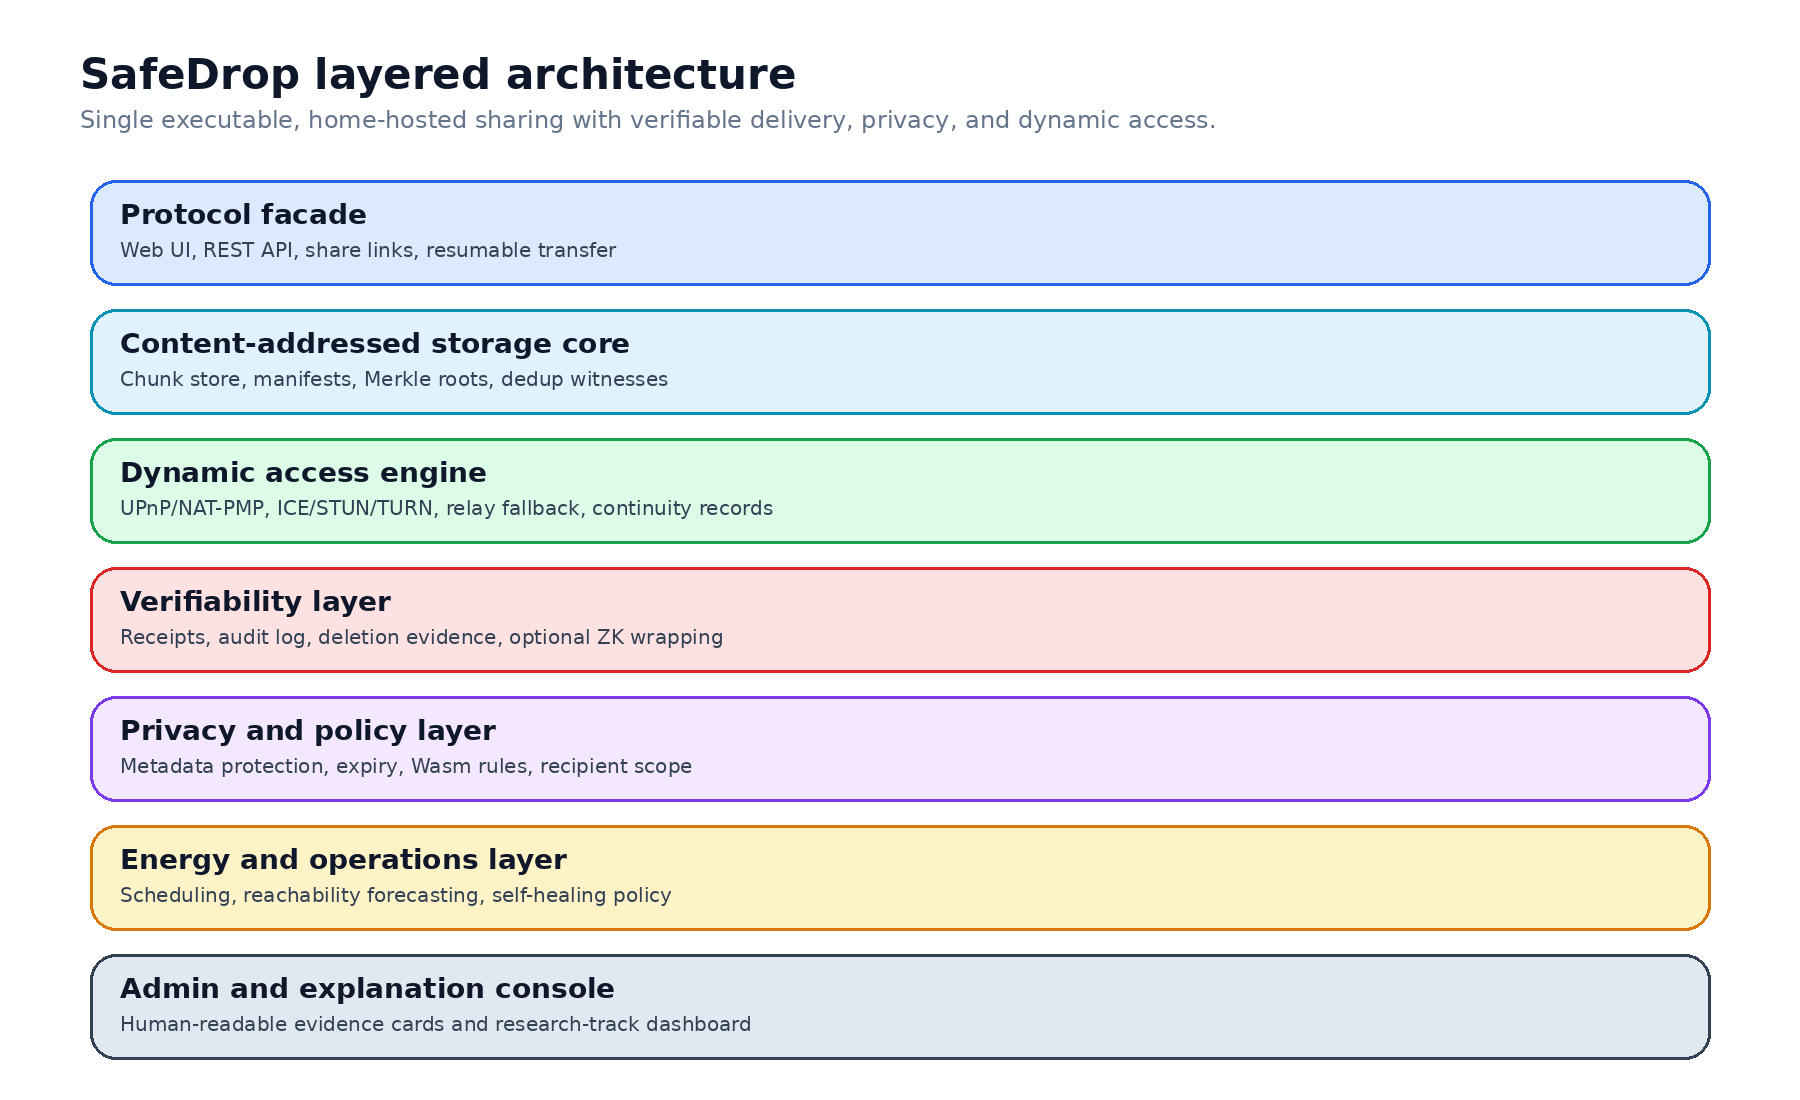 SafeDrop layered architecture
Single executable, home-hosted sharing with verifiable delivery, privacy, and dynamic access.
Protocol facade
Web UI, REST API, share links, resumable transfer
Content-addressed storage core
Chunk store, manifests, Merkle roots, dedup witnesses
Dynamic access engine
UPnP/NAT-PMP, ICE/STUN/TURN, relay fallback, continuity records
Verifiability layer
Receipts, audit log, deletion evidence, optional ZK wrapping
Privacy and policy layer
Metadata protection, expiry, Wasm rules, recipient scope
Energy and operations layer
Scheduling, reachability forecasting, self-healing policy
Admin and explanation console
Human-readable evidence cards and research-track dashboard